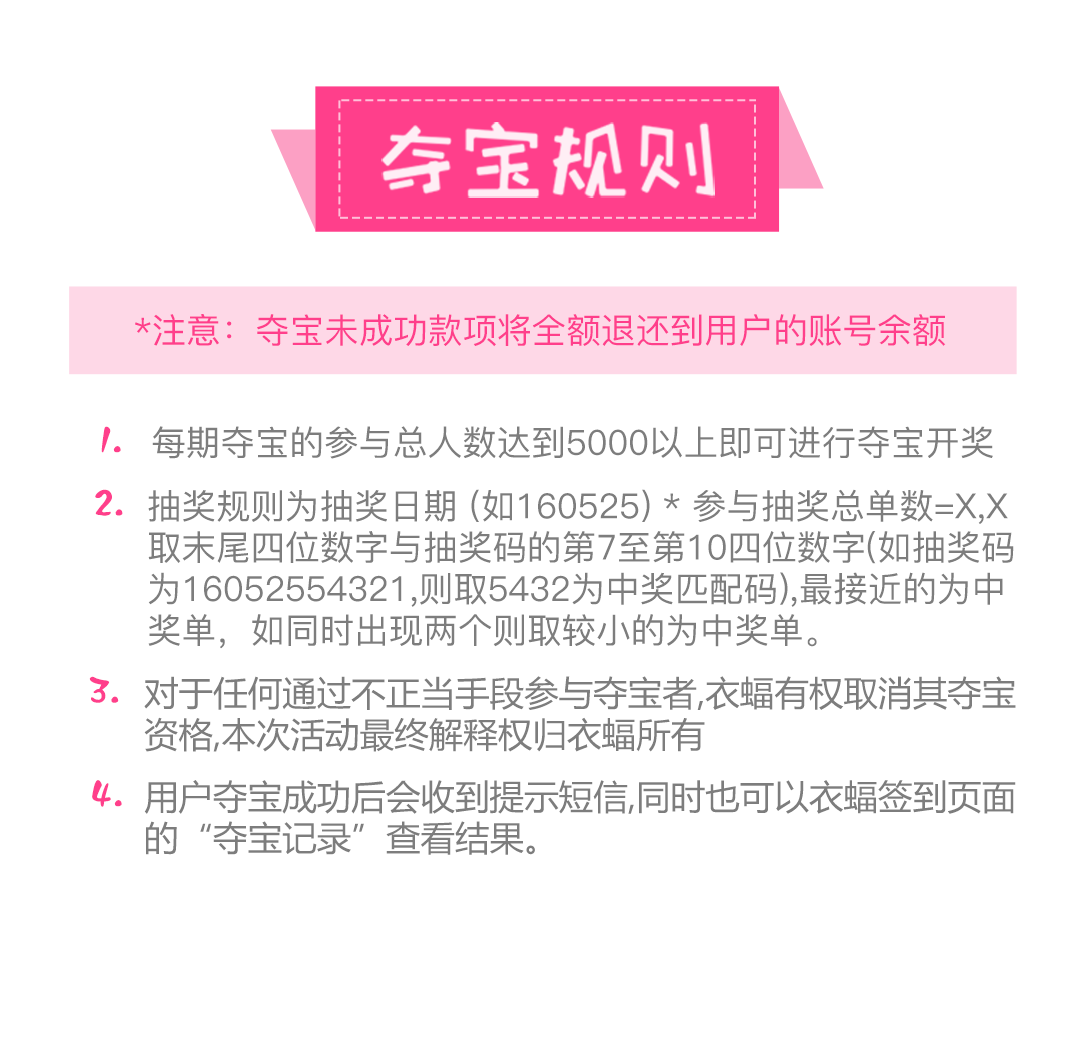 夺宝规则
*注意：夺宝未成功款项将全额退还到用户的账号余额
1. 每期夺宝的参与总人数达到5000以上即可进行夺宝开奖
2. 抽奖规则为抽奖日期 (如160525) * 参与抽奖总单数=X,X
取末尾四位数字与抽奖码的第7至第10四位数字(如抽奖码
为16052554321,则取5432为中奖匹配码),最接近的为中
奖单，如同时出现两个则取较小的为中奖单。
3. 对于任何通过不正当手段参与夺宝者,衣蝠有权取消其夺宝
资格,本次活动最终解释权归衣蝠所有
4. 用户夺宝成功后会收到提示短信,同时也可以衣蝠签到页面
的“夺宝记录”查看结果。